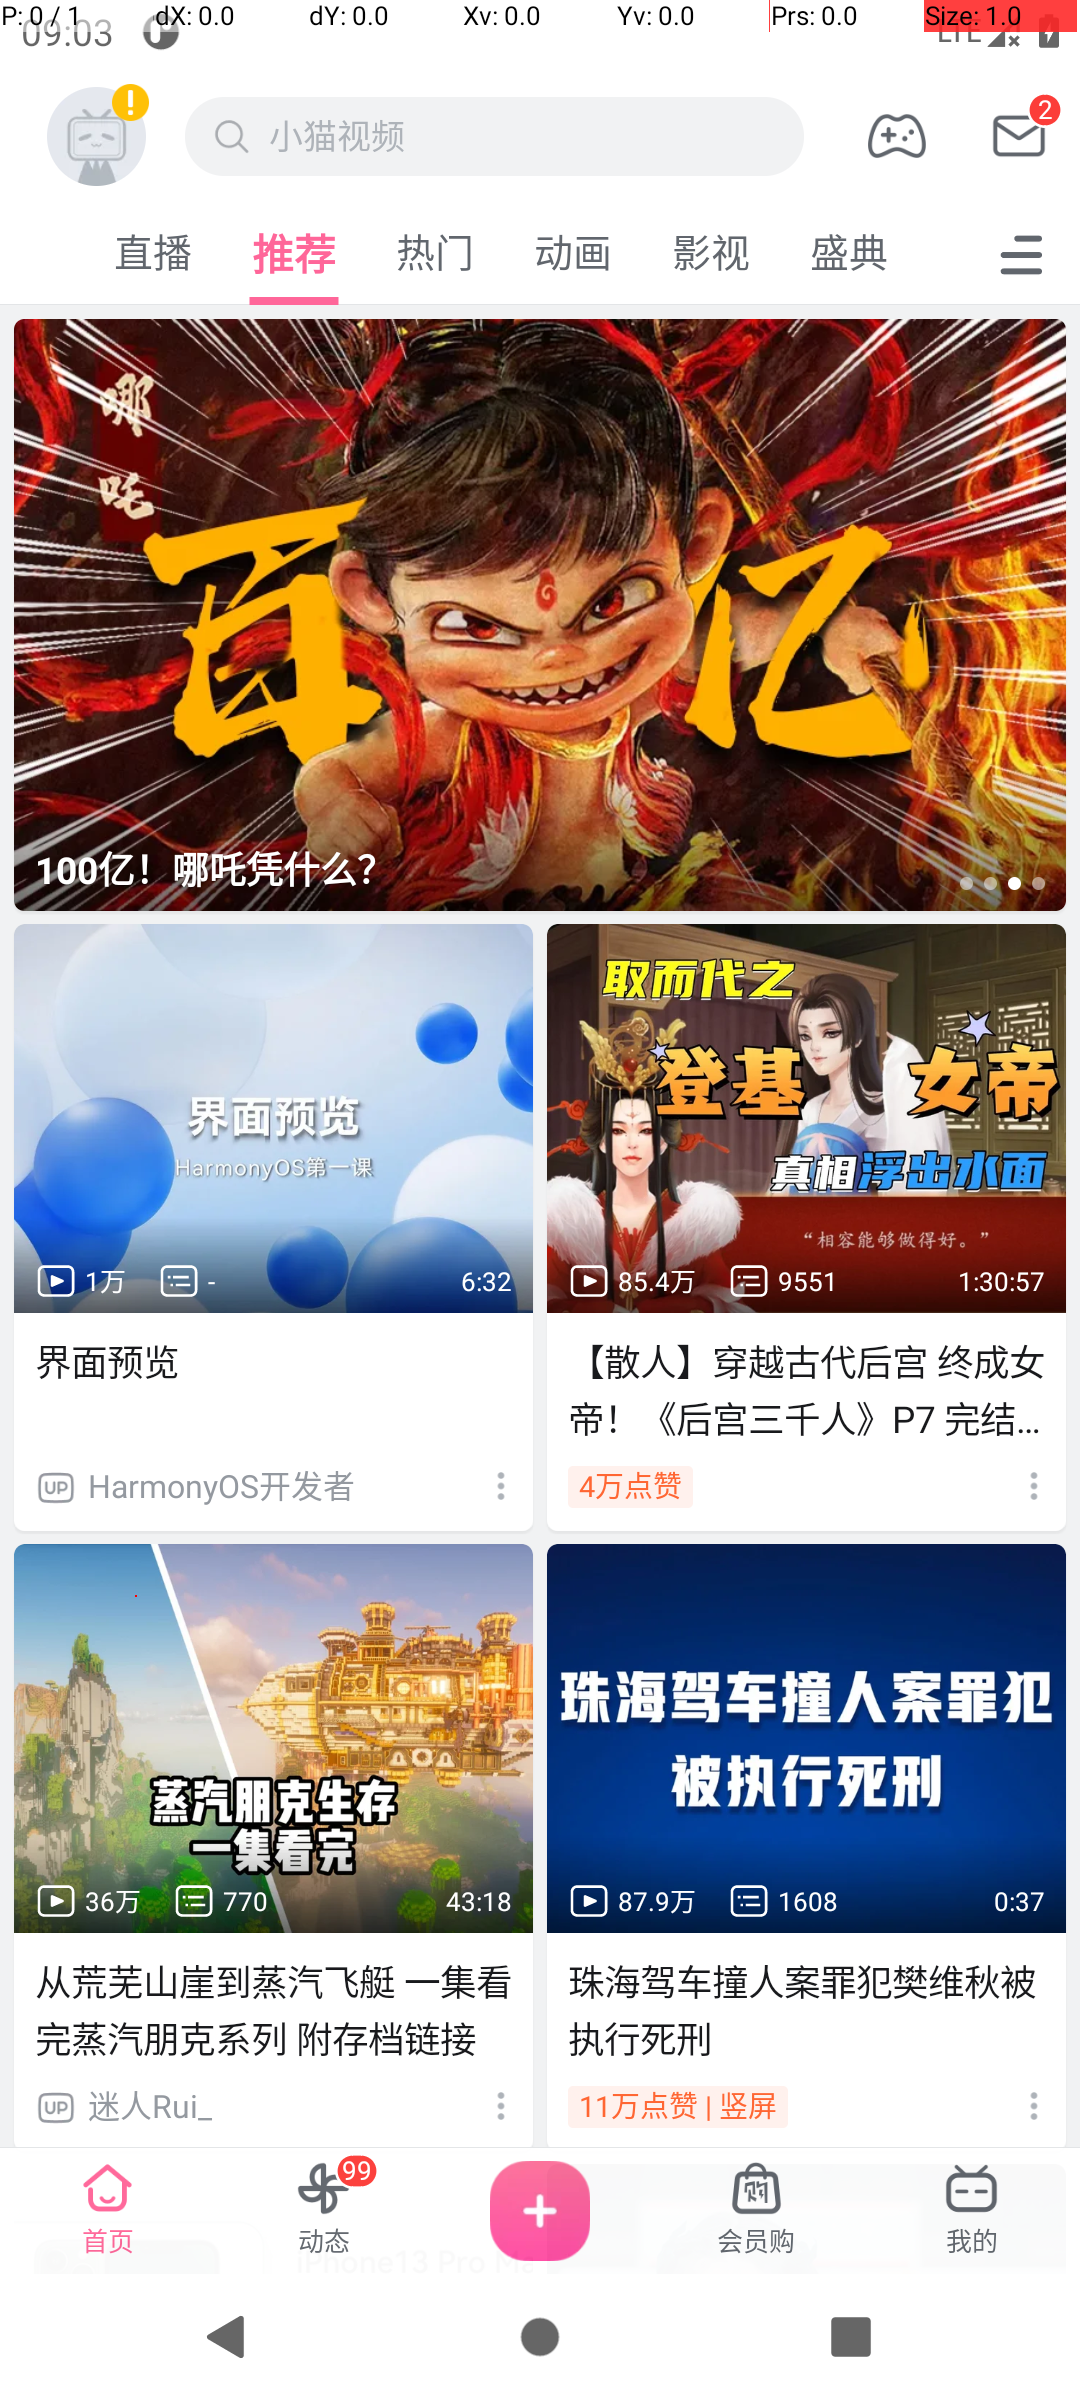 P: 0 / 1 dX: 0.0 dY: 0.0 Xv: 0.0 Yv: 0.0 Prs: 0.0 Size: 1.0
09:03 LTE
小猫视频 2
直播 推荐 热门 动画 影视 盛典
哪吒
百亿
100亿！哪吒凭什么？
界面预览
HarmonyOS第一课
1万 - 6:32
界面预览
HarmonyOS开发者
取而代之
登基 女帝
真相浮出水面
“相容能够做得好。”
85.4万 9551 1:30:57
【散人】穿越古代后宫 终成女
帝！《后宫三千人》P7 完结...
4万点赞
蒸汽朋克生存
一集看完
36万 770 43:18
从荒芜山崖到蒸汽飞艇 一集看
完蒸汽朋克系列 附存档链接
迷人Rui_
珠海驾车撞人案罪犯
被执行死刑
87.9万 1608 0:37
珠海驾车撞人案罪犯樊维秋被
执行死刑
11万点赞 | 竖屏
99
首页 动态 会员购 我的